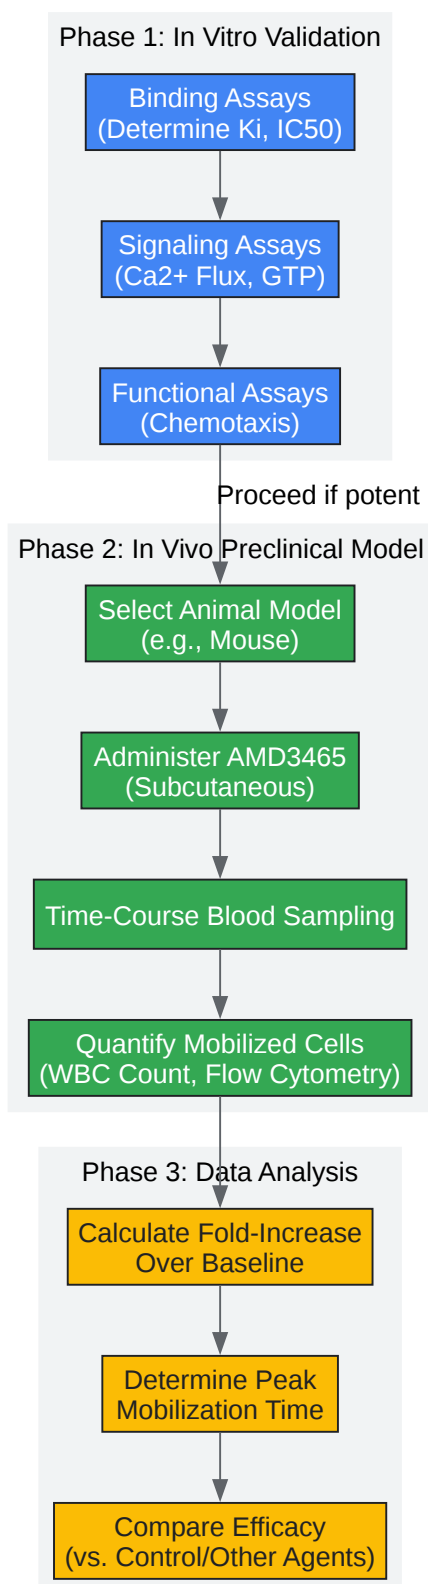 Phase 1: In Vitro Validation
Binding Assays
(Determine Ki, IC50)
Signaling Assays
(Ca2+ Flux, GTP)
Functional Assays
(Chemotaxis)
Proceed if potent
Phase 2: In Vivo Preclinical Model
Select Animal Model
(e.g., Mouse)
Administer AMD3465
(Subcutaneous)
Time-Course Blood Sampling
Quantify Mobilized Cells
(WBC Count, Flow Cytometry)
Phase 3: Data Analysis
Calculate Fold-Increase
Over Baseline
Determine Peak
Mobilization Time
Compare Efficacy
(vs. Control/Other Agents)